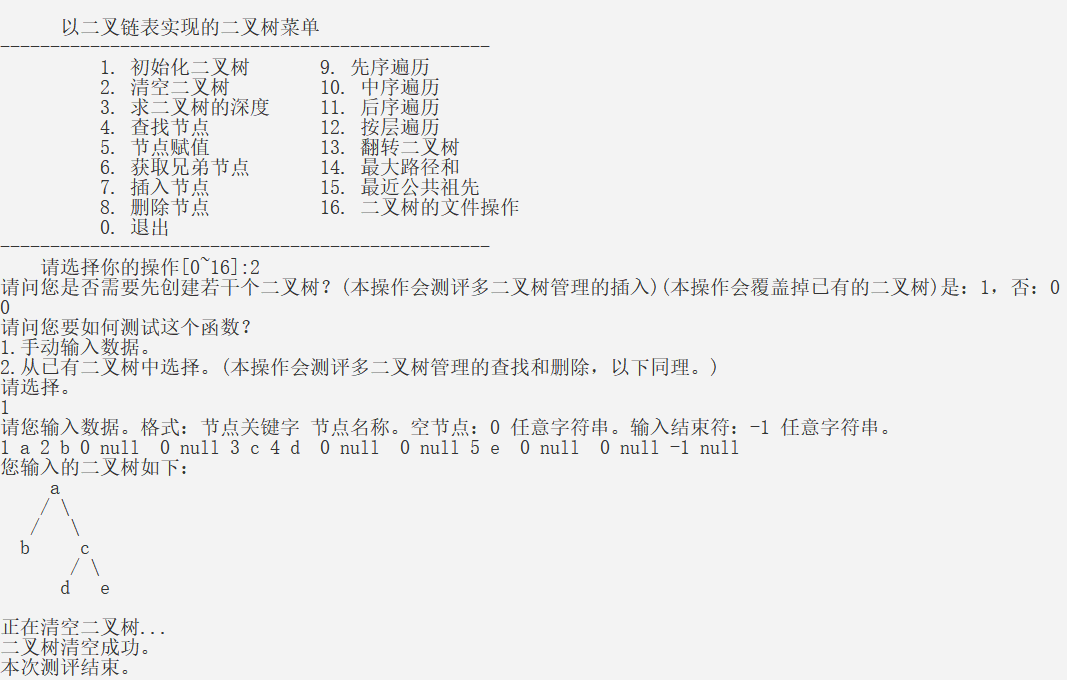 以二叉链表实现的二叉树菜单
-------------------------------------------------
1. 初始化二叉树 9. 先序遍历
2. 清空二叉树 10. 中序遍历
3. 求二叉树的深度 11. 后序遍历
4. 查找节点 12. 按层遍历
5. 节点赋值 13. 翻转二叉树
6. 获取兄弟节点 14. 最大路径和
7. 插入节点 15. 最近公共祖先
8. 删除节点 16. 二叉树的文件操作
0. 退出
-------------------------------------------------
请选择你的操作[0~16]:2
请问您是否需要先创建若干个二叉树？(本操作会测评多二叉树管理的插入)(本操作会覆盖掉已有的二叉树)是：1，否：0
0
请问您要如何测试这个函数？
1.手动输入数据。
2.从已有二叉树中选择。(本操作会测评多二叉树管理的查找和删除，以下同理。)
请选择。
1
请您输入数据。格式：节点关键字 节点名称。空节点：0 任意字符串。输入结束符：-1 任意字符串。
1 a 2 b 0 null  0 null 3 c 4 d  0 null  0 null 5 e  0 null  0 null -1 null
您输入的二叉树如下：
a
/ \
/   \
b     c
/ \
d   e
正在清空二叉树...
二叉树清空成功。
本次测评结束。